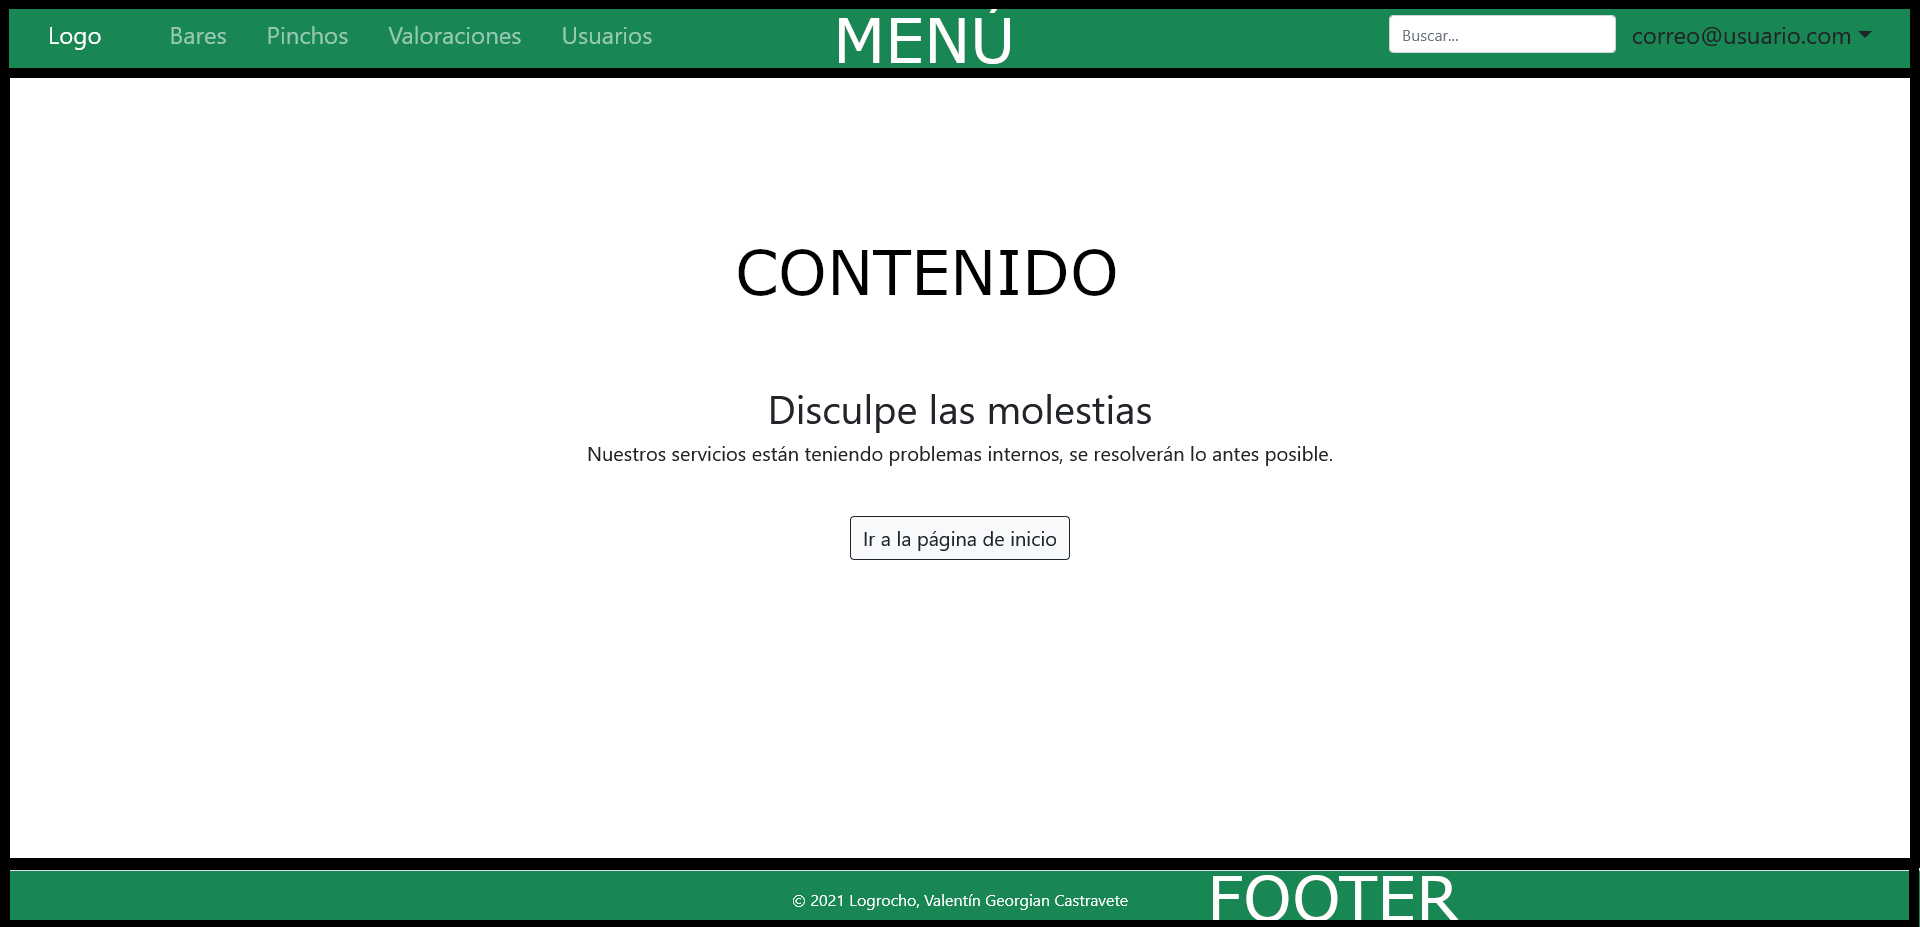 Logo Bares Pinchos Valoraciones Usuarios MENÚ Buscar... correo@usuario.com
CONTENIDO
Disculpe las molestias
Nuestros servicios están teniendo problemas internos, se resolverán lo antes posible.
Ir a la página de inicio
© 2021 Logrocho, Valentín Georgian Castravete FOOTER